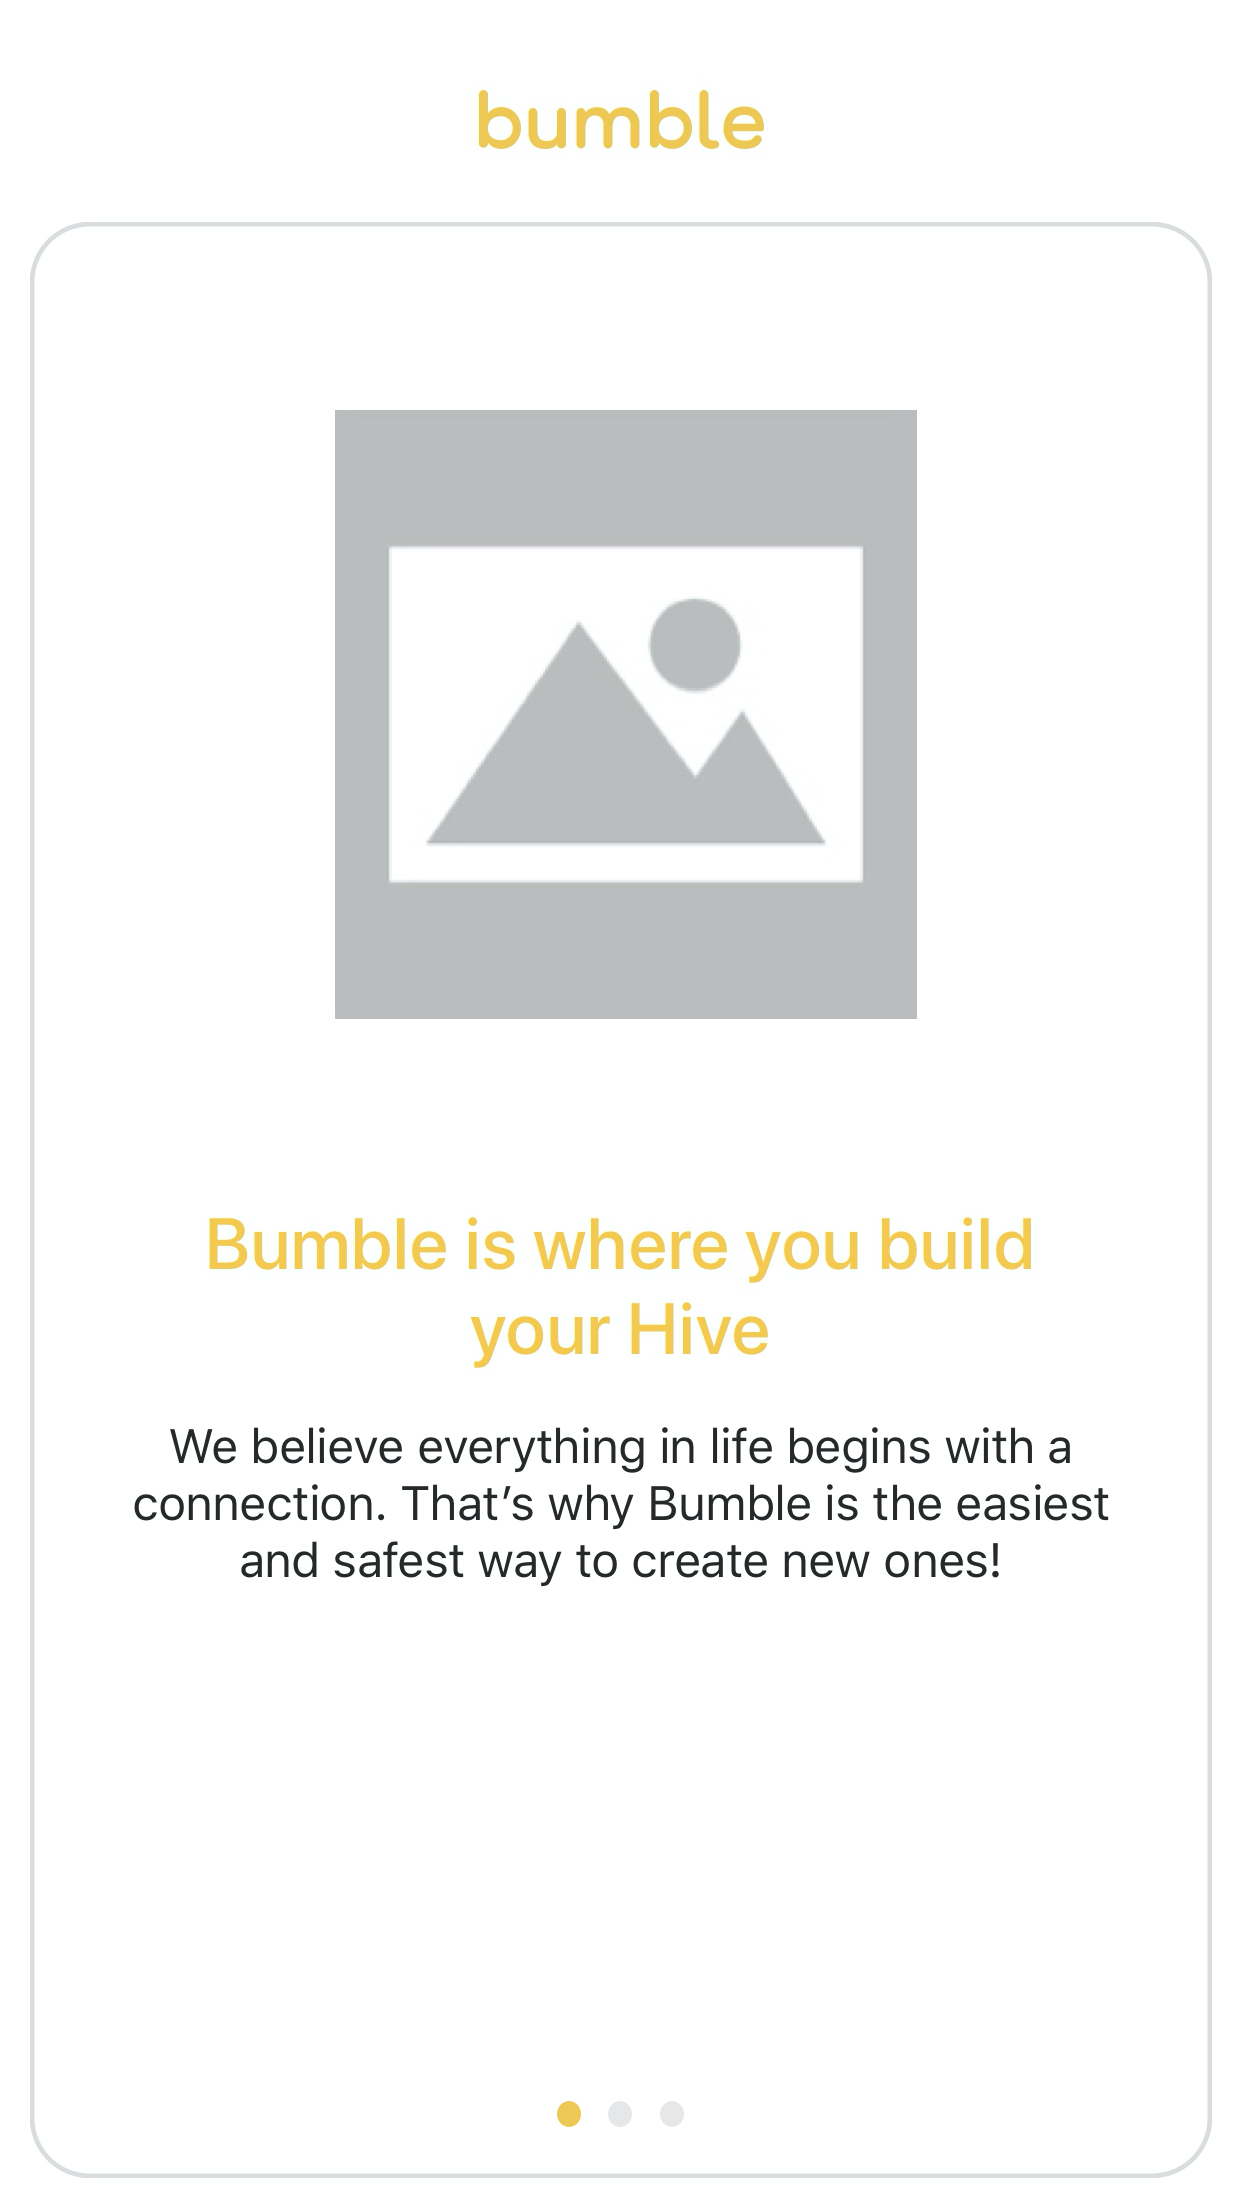 bumble
Bumble is where you build
your Hive
We believe everything in life begins with a
connection. That’s why Bumble is the easiest
and safest way to create new ones!